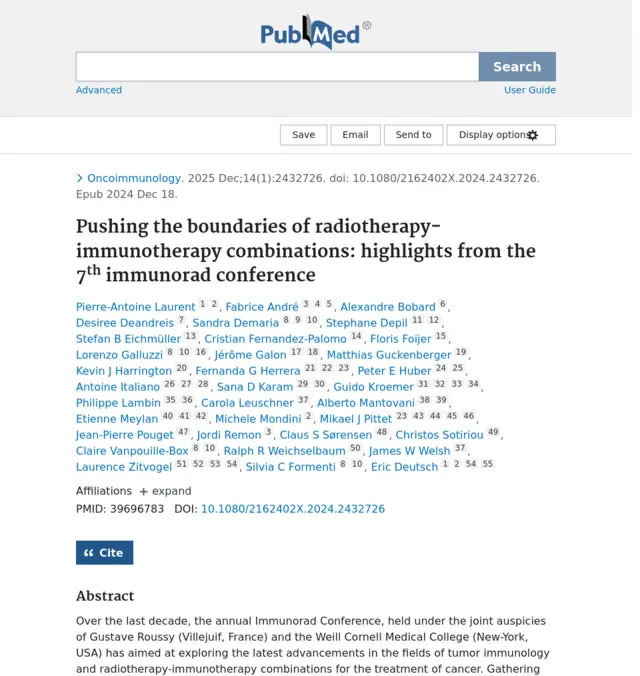 PubMed®
Search
Advanced
User Guide
Save
Email
Send to
Display options
Oncoimmunology. 2025 Dec;14(1):2432726. doi: 10.1080/2162402X.2024.2432726.
Epub 2024 Dec 18.
Pushing the boundaries of radiotherapy-
immunotherapy combinations: highlights from the
7th immunorad conference
Pierre-Antoine Laurent 1 2, Fabrice André 3 4 5, Alexandre Bobard 6,
Desiree Deandreis 7, Sandra Demaria 8 9 10, Stephane Depil 11 12,
Stefan B Eichmüller 13, Cristian Fernandez-Palomo 14, Floris Foijer 15,
Lorenzo Galluzzi 8 10 16, Jérôme Galon 17 18, Matthias Guckenberger 19,
Kevin J Harrington 20, Fernanda G Herrera 21 22 23, Peter E Huber 24 25,
Antoine Italiano 26 27 28, Sana D Karam 29 30, Guido Kroemer 31 32 33 34,
Philippe Lambin 35 36, Carola Leuschner 37, Alberto Mantovani 38 39,
Etienne Meylan 40 41 42, Michele Mondini 2, Mikael J Pittet 23 43 44 45 46,
Jean-Pierre Pouget 47, Jordi Remon 3, Claus S Sørensen 48, Christos Sotiriou 49,
Claire Vanpouille-Box 8 10, Ralph R Weichselbaum 50, James W Welsh 37,
Laurence Zitvogel 51 52 53 54, Silvia C Formenti 8 10, Eric Deutsch 1 2 54 55
Affiliations + expand
PMID: 39696783 DOI: 10.1080/2162402X.2024.2432726
Cite
Abstract
Over the last decade, the annual Immunorad Conference, held under the joint auspicies
of Gustave Roussy (Villejuif, France) and the Weill Cornell Medical College (New-York,
USA) has aimed at exploring the latest advancements in the fields of tumor immunology
and radiotherapy-immunotherapy combinations for the treatment of cancer. Gathering